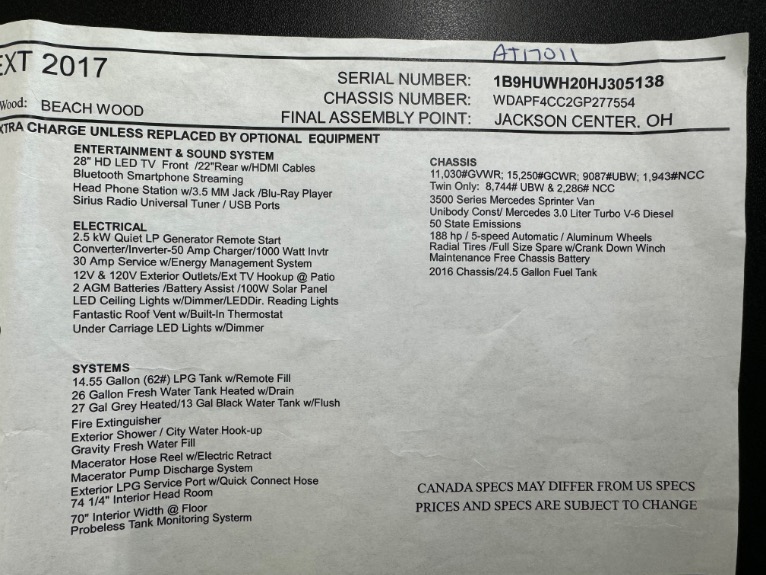 AT17011
EXT 2017
SERIAL NUMBER: 1B9HUWH20HJ305138
Wood: BEACH WOOD
CHASSIS NUMBER: WDAPF4CC2GP277554
FINAL ASSEMBLY POINT: JACKSON CENTER, OH
XTRA CHARGE UNLESS REPLACED BY OPTIONAL EQUIPMENT
ENTERTAINMENT & SOUND SYSTEM
28" HD LED TV Front /22"Rear w/HDMI Cables
Bluetooth Smartphone Streaming
Head Phone Station w/3.5 MM Jack /Blu-Ray Player
Sirius Radio Universal Tuner / USB Ports
ELECTRICAL
2.5 kW Quiet LP Generator Remote Start
Converter/Inverter-50 Amp Charger/1000 Watt Invtr
30 Amp Service w/Energy Management System
12V & 120V Exterior Outlets/Ext TV Hookup @ Patio
2 AGM Batteries /Battery Assist /100W Solar Panel
LED Ceiling Lights w/Dimmer/LEDDir. Reading Lights
Fantastic Roof Vent w/Built-In Thermostat
Under Carriage LED Lights w/Dimmer
SYSTEMS
14.55 Gallon (62#) LPG Tank w/Remote Fill
26 Gallon Fresh Water Tank Heated w/Drain
27 Gal Grey Heated/13 Gal Black Water Tank w/Flush
Fire Extinguisher
Exterior Shower / City Water Hook-up
Gravity Fresh Water Fill
Macerator Hose Reel w/Electric Retract
Macerator Pump Discharge System
Exterior LPG Service Port w/Quick Connect Hose
74 1/4" Interior Head Room
70" Interior Width @ Floor
Probeless Tank Monitoring Systerm
CHASSIS
11,030#GVWR; 15,250#GCWR; 9087#UBW; 1,943#NCC
Twin Only: 8,744# UBW & 2,286# NCC
3500 Series Mercedes Sprinter Van
Unibody Const/ Mercedes 3.0 Liter Turbo V-6 Diesel
50 State Emissions
188 hp / 5-speed Automatic / Aluminum Wheels
Radial Tires /Full Size Spare w/Crank Down Winch
Maintenance Free Chassis Battery
2016 Chassis/24.5 Gallon Fuel Tank
CANADA SPECS MAY DIFFER FROM US SPECS
PRICES AND SPECS ARE SUBJECT TO CHANGE